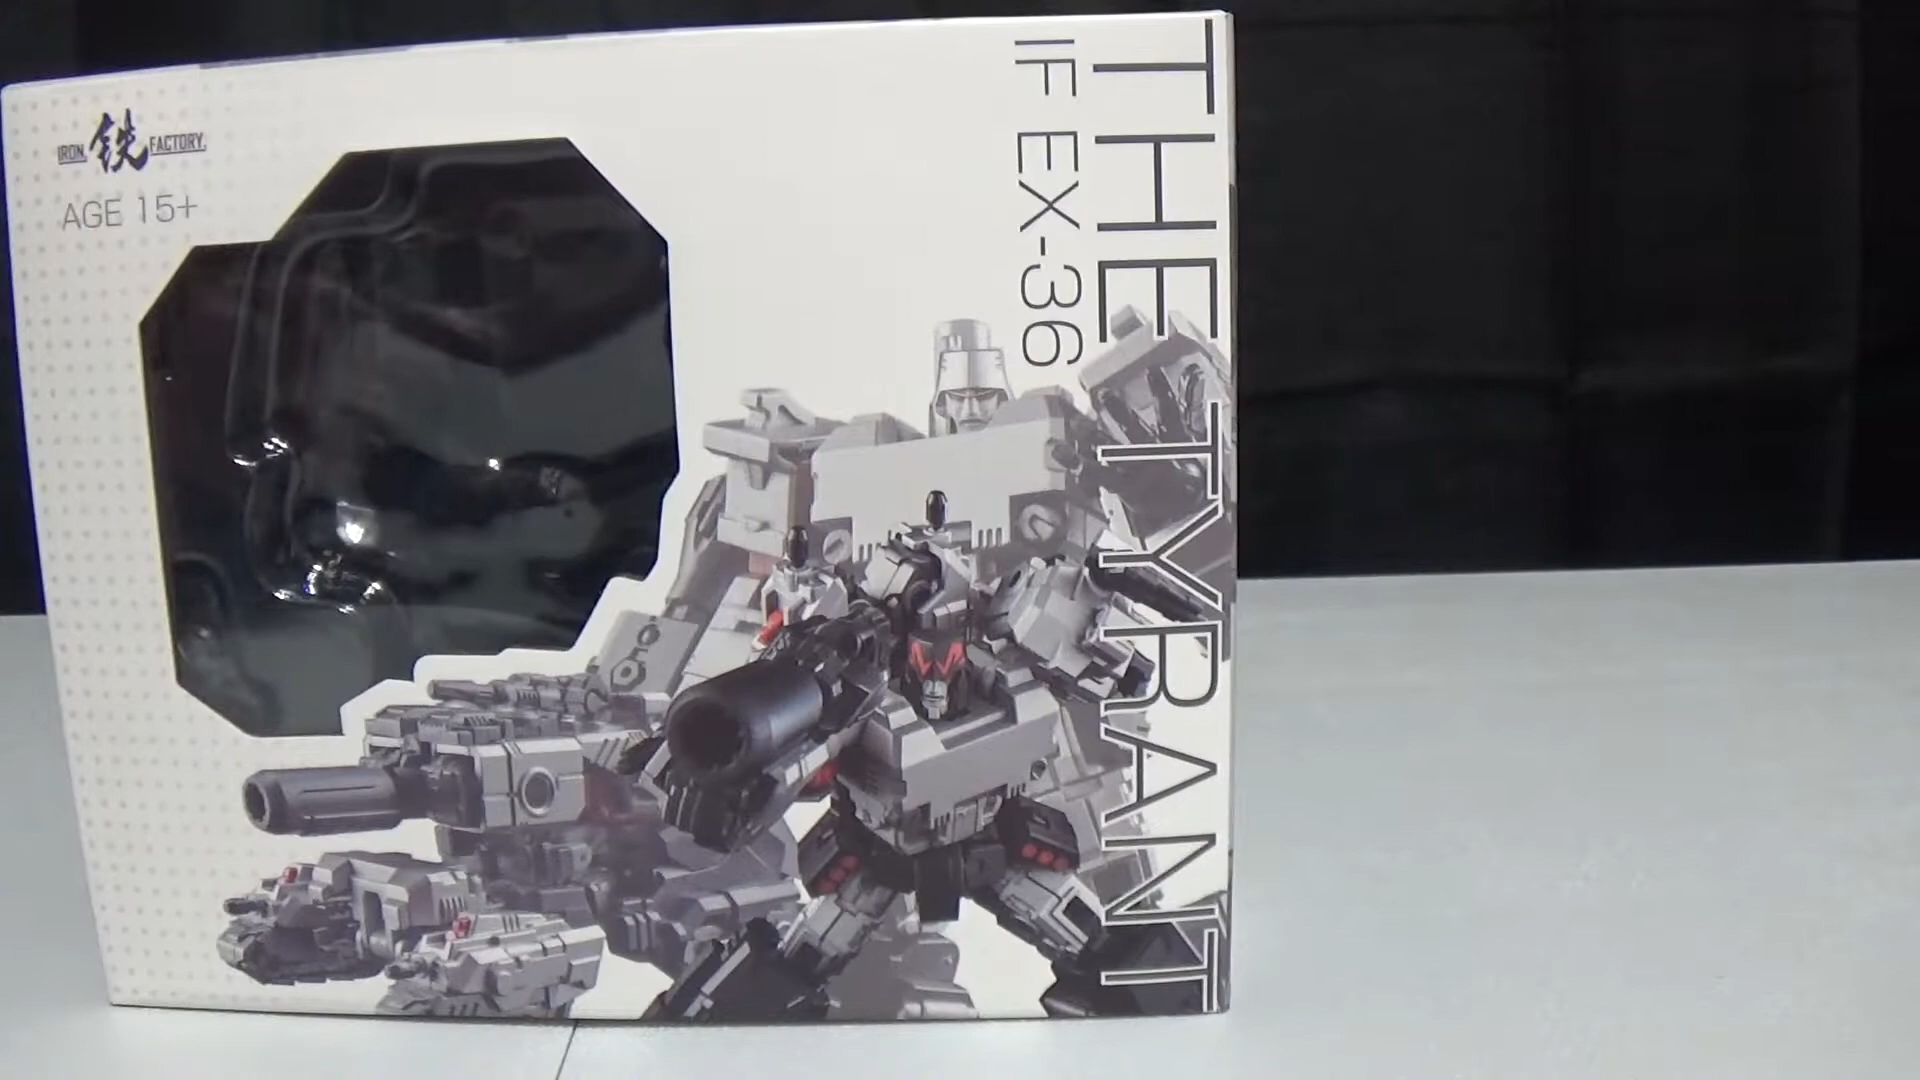 IRON. 铁 FACTORY.
AGE 15+
THE TYRANT
IF EX-36